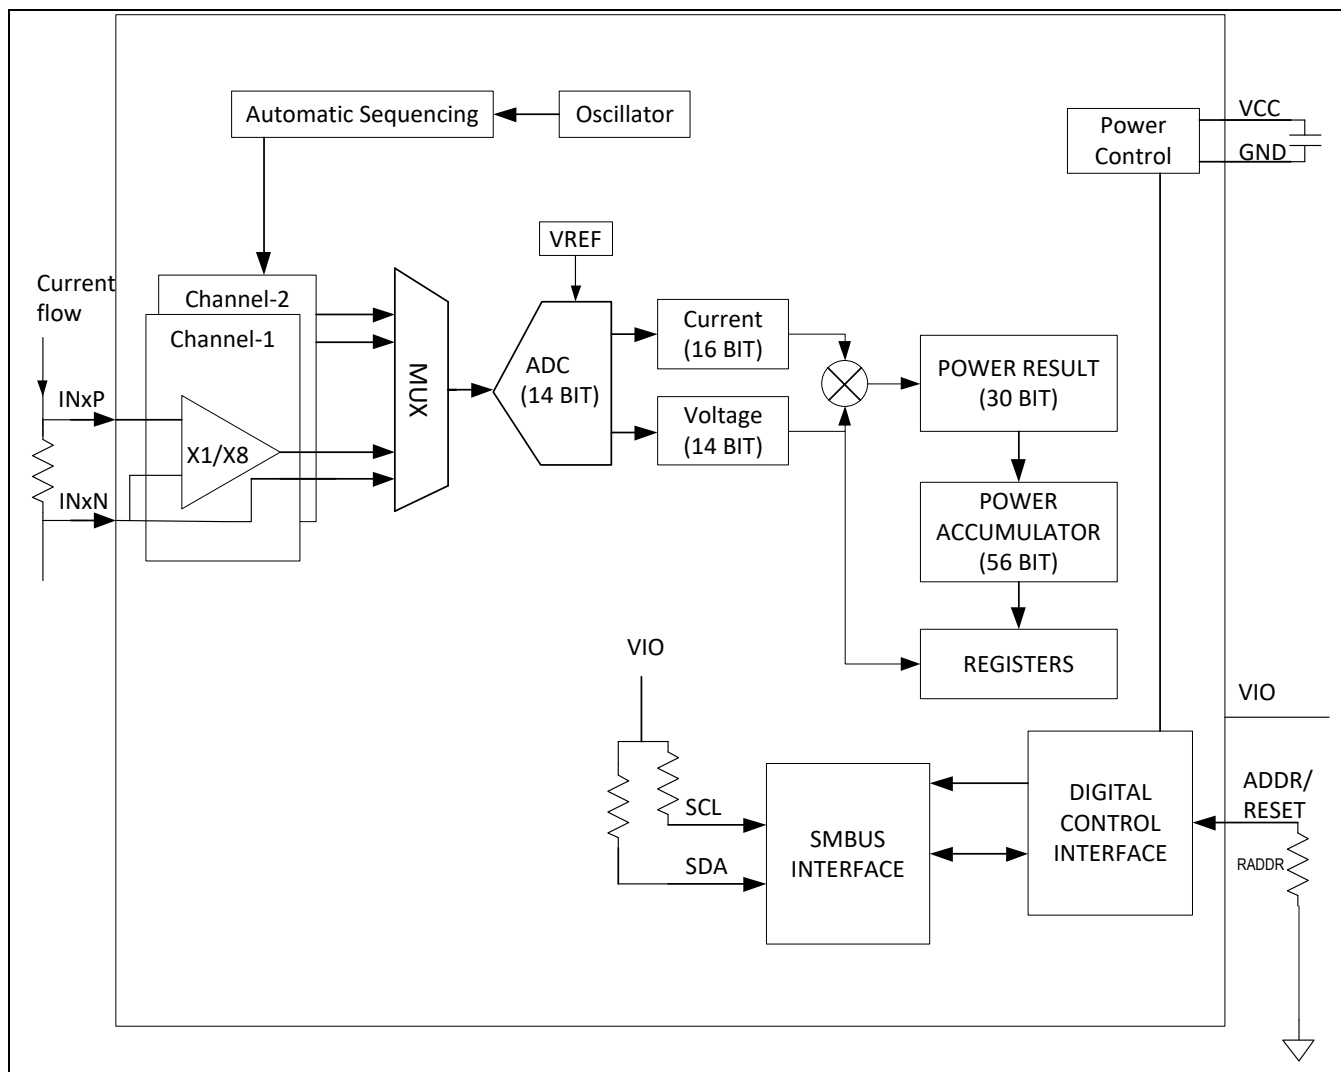 Automatic Sequencing
Oscillator
Power
Control
VCC
GND
VREF
Current
flow
Channel-2
Channel-1
INxP
X1/X8
INxN
MUX
ADC
(14 BIT)
Current
(16 BIT)
Voltage
(14 BIT)
POWER RESULT
(30 BIT)
POWER
ACCUMULATOR
(56 BIT)
REGISTERS
VIO
VIO
SCL
SDA
SMBUS
INTERFACE
DIGITAL
CONTROL
INTERFACE
ADDR/
RESET
RADDR